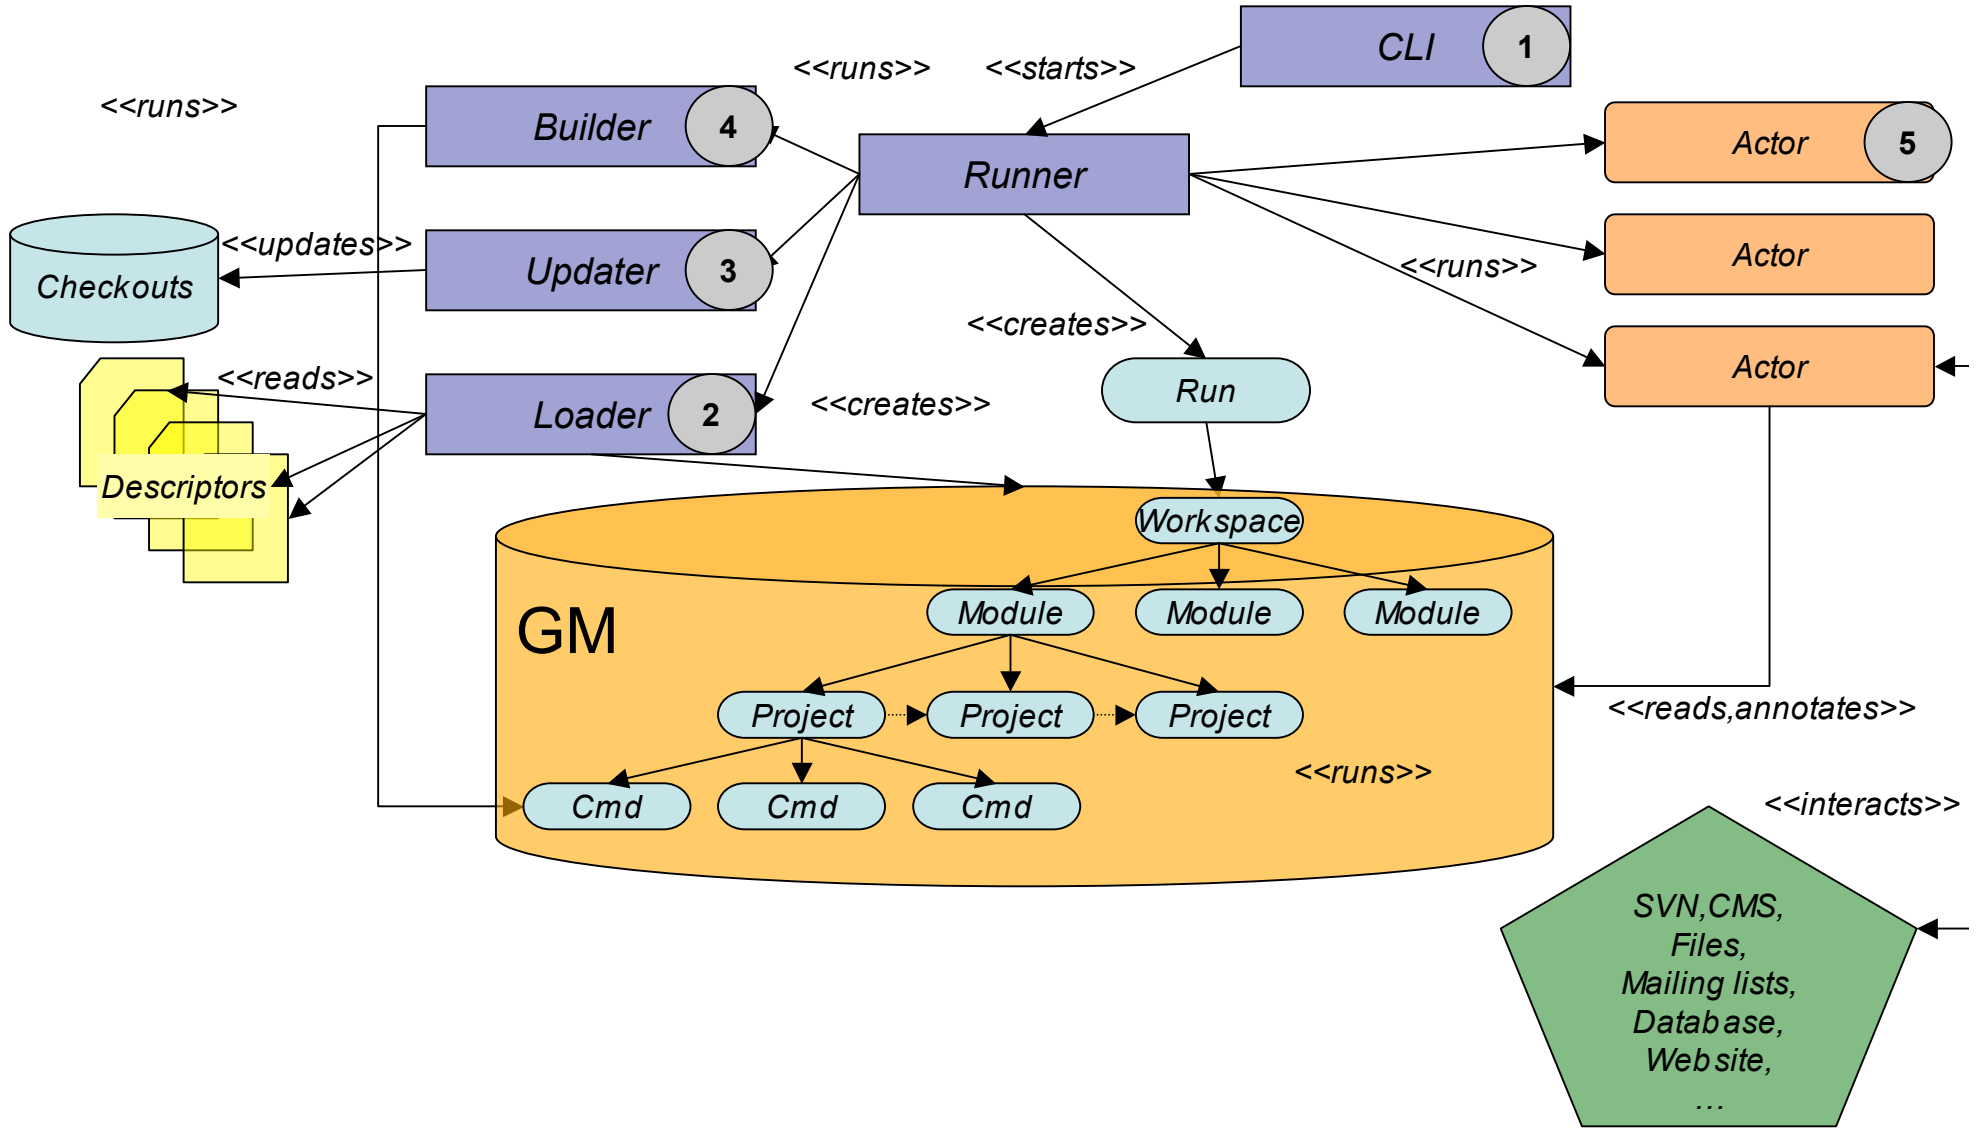 CLI
1
<<runs>>
<<starts>>
<<runs>>
Builder
4
Actor
5
Runner
<<updates>>
Checkouts
Updater
3
Actor
<<runs>>
<<creates>>
<<reads>>
Actor
Loader
2
<<creates>>
Run
Descriptors
Workspace
GM
Module
Module
Module
Project
Project
Project
<<reads,annotates>>
<<runs>>
Cmd
Cmd
Cmd
<<interacts>>
SVN,CMS,
Files,
Mailing lists,
Database,
Website,
...